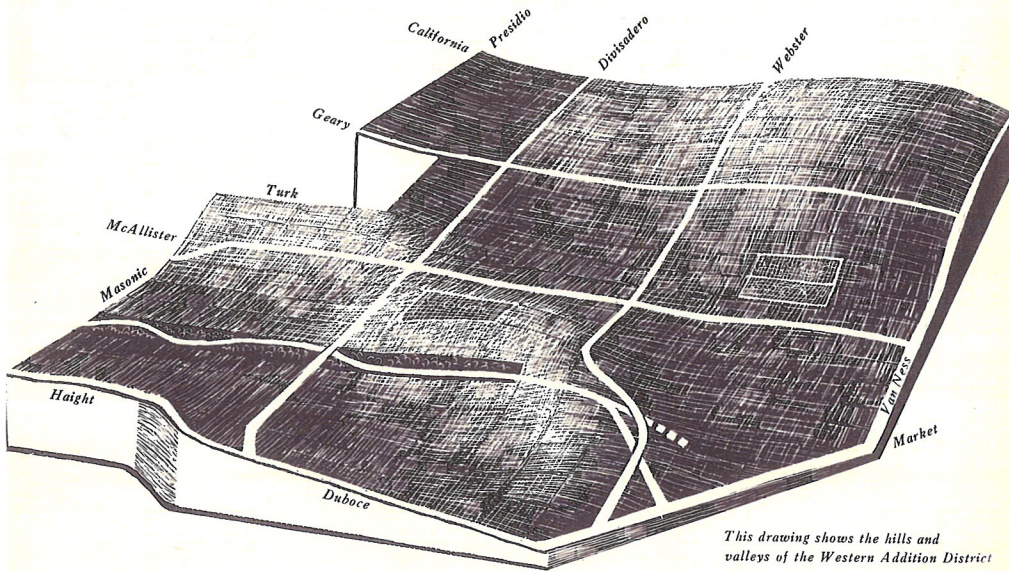 California
Presidio
Divisadero
Webster
Geary
Turk
McAllister
Masonic
Haight
Duboce
Van Ness
Market
This drawing shows the hills and
valleys of the Western Addition District